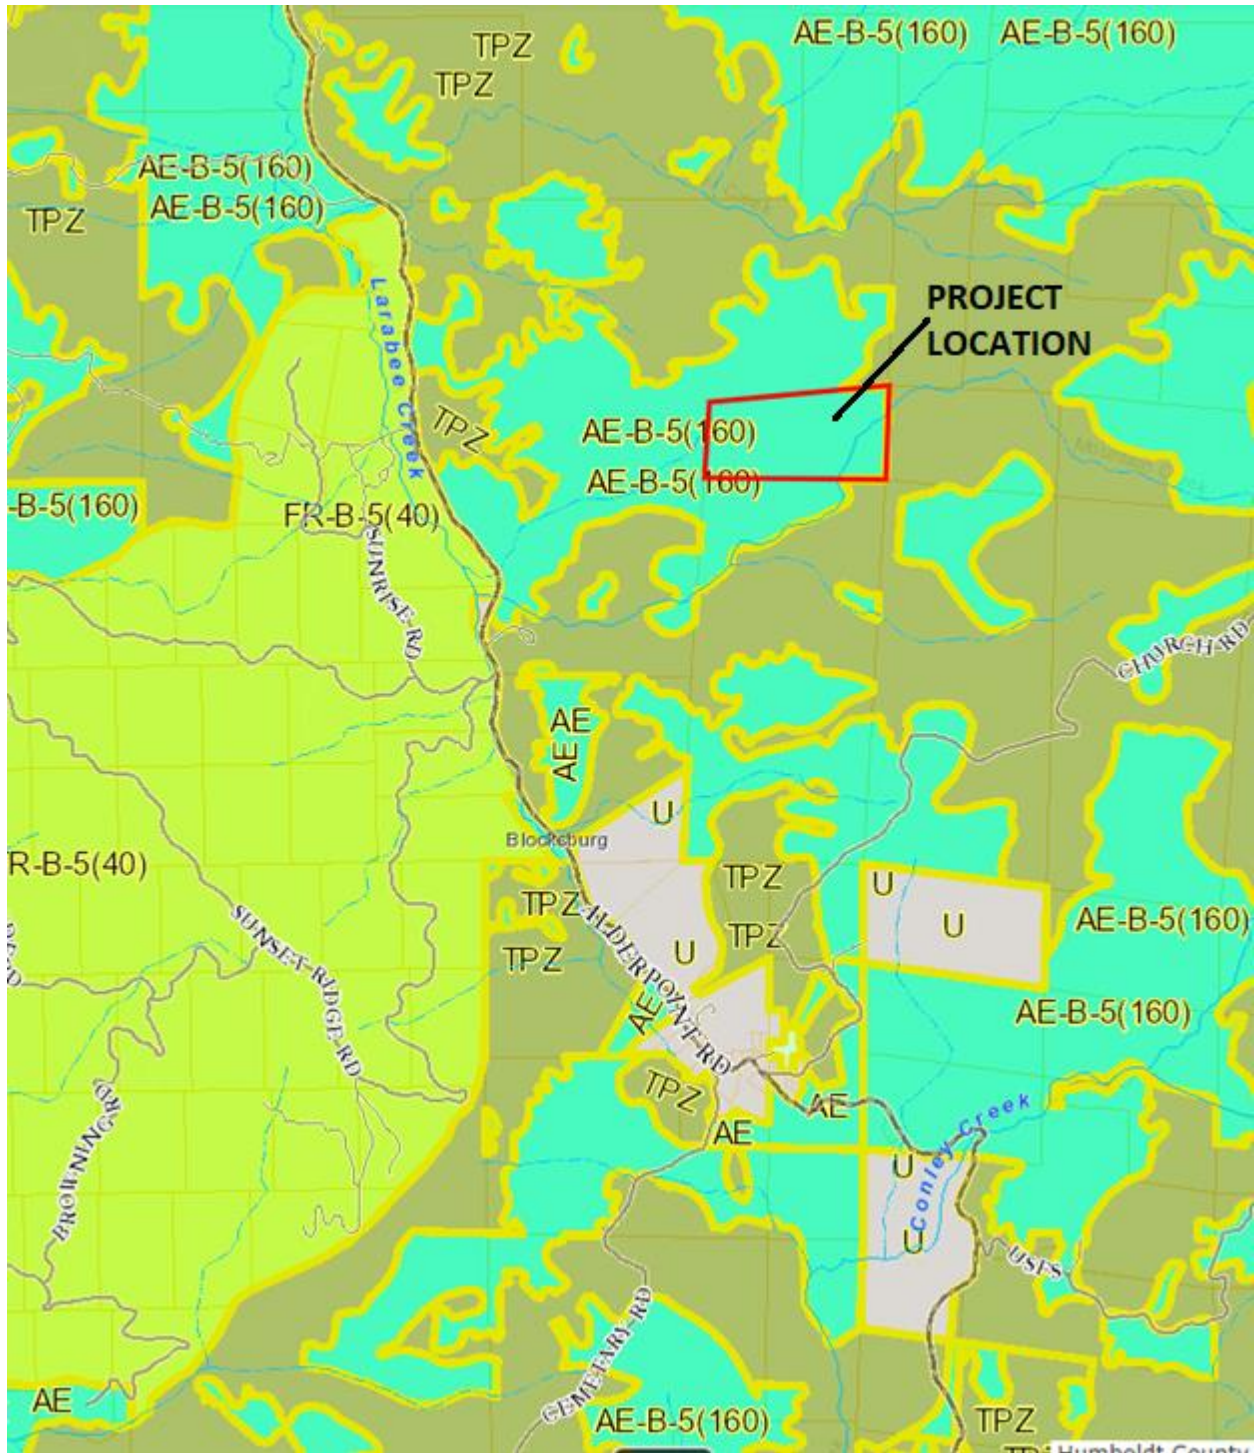 TPZ
AE-B-5(160)
AE-B-5(160)
TPZ
AE-B-5(160)
AE-B-5(160)
TPZ
PROJECT
LOCATION
Larabee Creek
TPZ
AE-B-5(160)
AE-B-5(160)
-B-5(160)
FR-B-5(40)
SUNRISE RD
CHURCH RD
AE
AE
U
Blocksburg
R-B-5(40)
TPZ
U
TPZ
AE-B-5(160)
SUNSET RIDGE RD
ALDERPOINT RD
TPZ
U
TPZ
U
AE
AE-B-5(160)
TPZ
AE
AE
Conley Creek
BROWNING RD
U
U
USFS
CEMETARY RD
AE
AE-B-5(160)
TPZ
Humboldt County